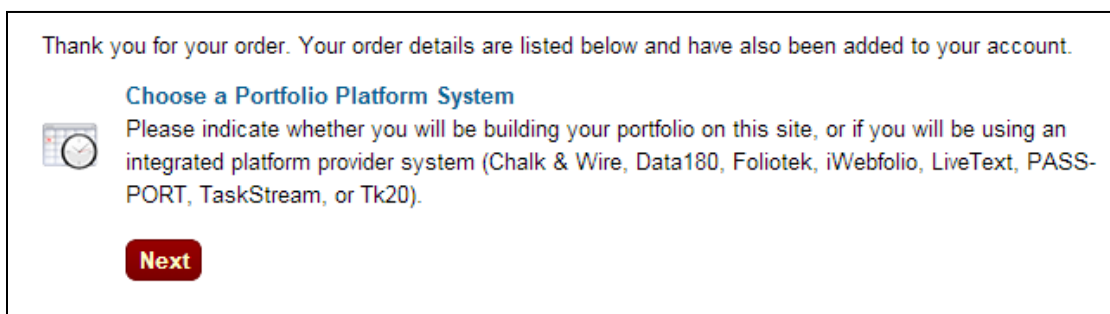 Thank you for your order. Your order details are listed below and have also been added to your account.
Choose a Portfolio Platform System
Please indicate whether you will be building your portfolio on this site, or if you will be using an
integrated platform provider system (Chalk & Wire, Data180, Foliotek, iWebfolio, LiveText, PASS-
PORT, TaskStream, or Tk20).
Next